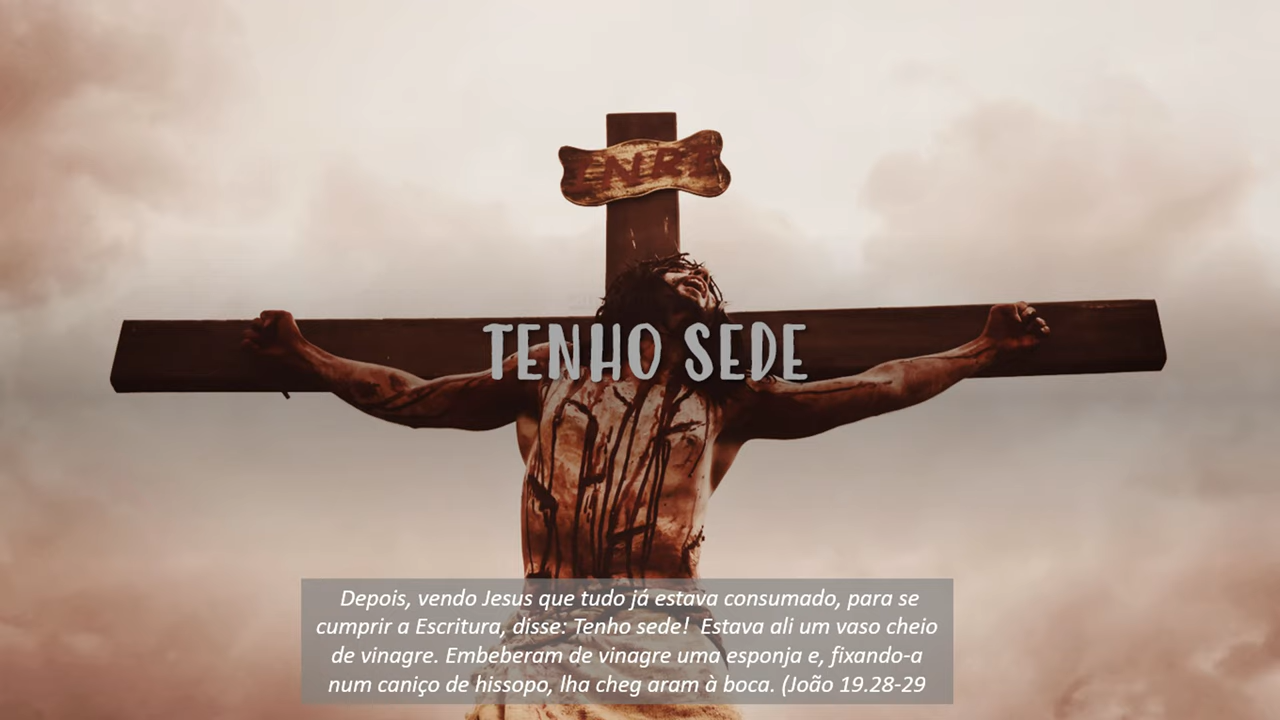 INRI
TENHO SEDE
Depois, vendo Jesus que tudo já estava consumado, para se
cumprir a Escritura, disse: Tenho sede!  Estava ali um vaso cheio
de vinagre. Embeberam de vinagre uma esponja e, fixando-a
num caniço de hissopo, lha cheg aram à boca. (João 19.28-29